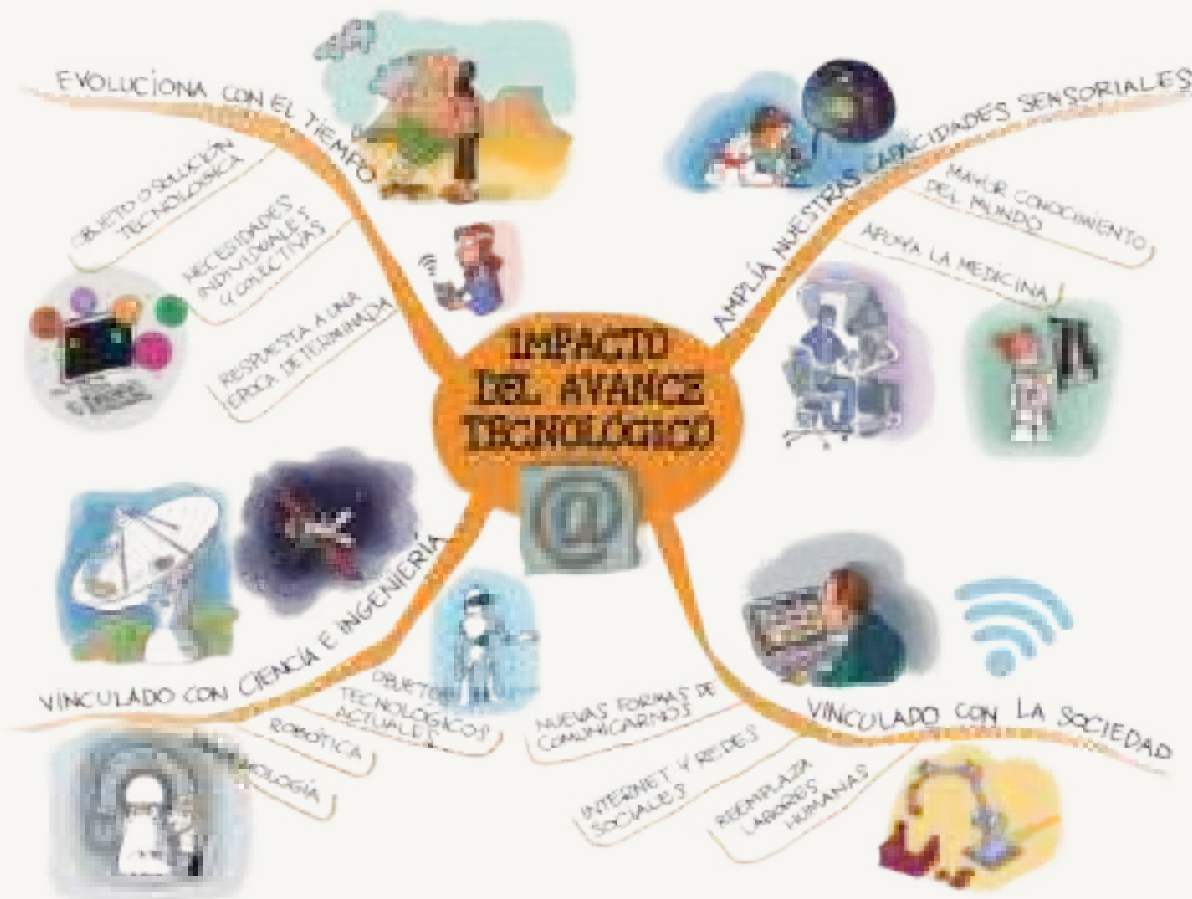 IMPACTO
DEL AVANCE
TECNOLÓGICO
@
EVOLUCIONA CON EL TIEMPO
OBJETO O SOLUCIÓN
TECNOLÓGICA
NECESIDADES
INDIVIDUALES
Y COLECTIVAS
RESPUESTA A UNA
ÉPOCA DETERMINADA
AMPLÍA NUESTRAS CAPACIDADES SENSORIALES
MAYOR CONOCIMIENTO
DEL MUNDO
APOYA LA MEDICINA
VINCULADO CON CIENCIA E INGENIERÍA
OBJETOS
TECNOLÓGICOS
ACTUALES
ROBÓTICA
VINCULADO CON LA SOCIEDAD
NUEVAS FORMAS DE
COMUNICARNOS
INTERNET Y REDES
SOCIALES
REEMPLAZA
LABORES
HUMANAS